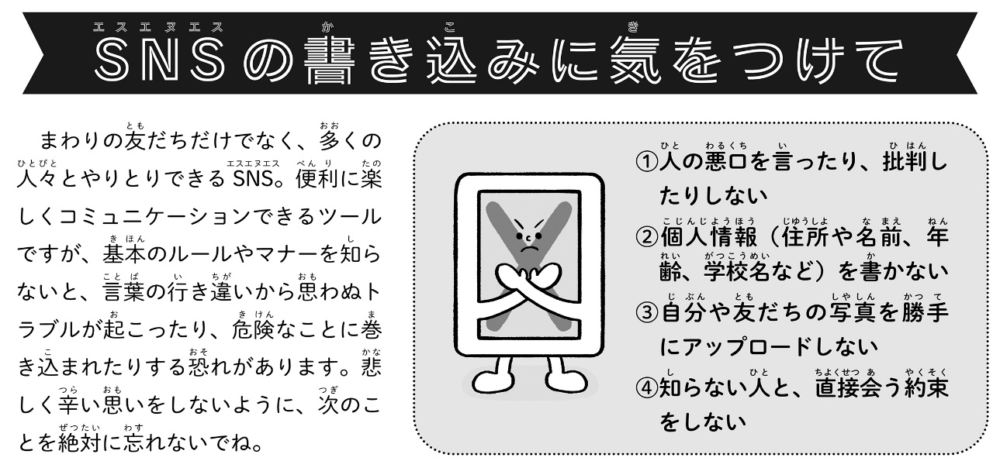 SNSの書き込みに気をつけて
まわりの友だちだけでなく、多くの
人々とやりとりできるSNS。便利に楽
しくコミュニケーションできるツール
ですが、基本のルールやマナーを知ら
ないと、言葉の行き違いから思わぬト
ラブルが起こったり、危険なことに巻
き込まれたりする恐れがあります。悲
しく辛い思いをしないように、次のこ
とを絶対に忘れないでね。
①人の悪口を言ったり、批判し
たりしない
②個人情報（住所や名前、年
齢、学校名など）を書かない
③自分や友だちの写真を勝手
にアップロードしない
④知らない人と、直接会う約束
をしない